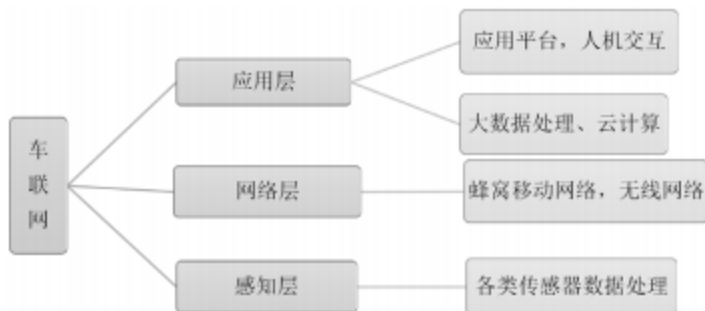 车联网
应用层
应用平台，人机交互
大数据处理、云计算
网络层
蜂窝移动网络，无线网络
感知层
各类传感器数据处理